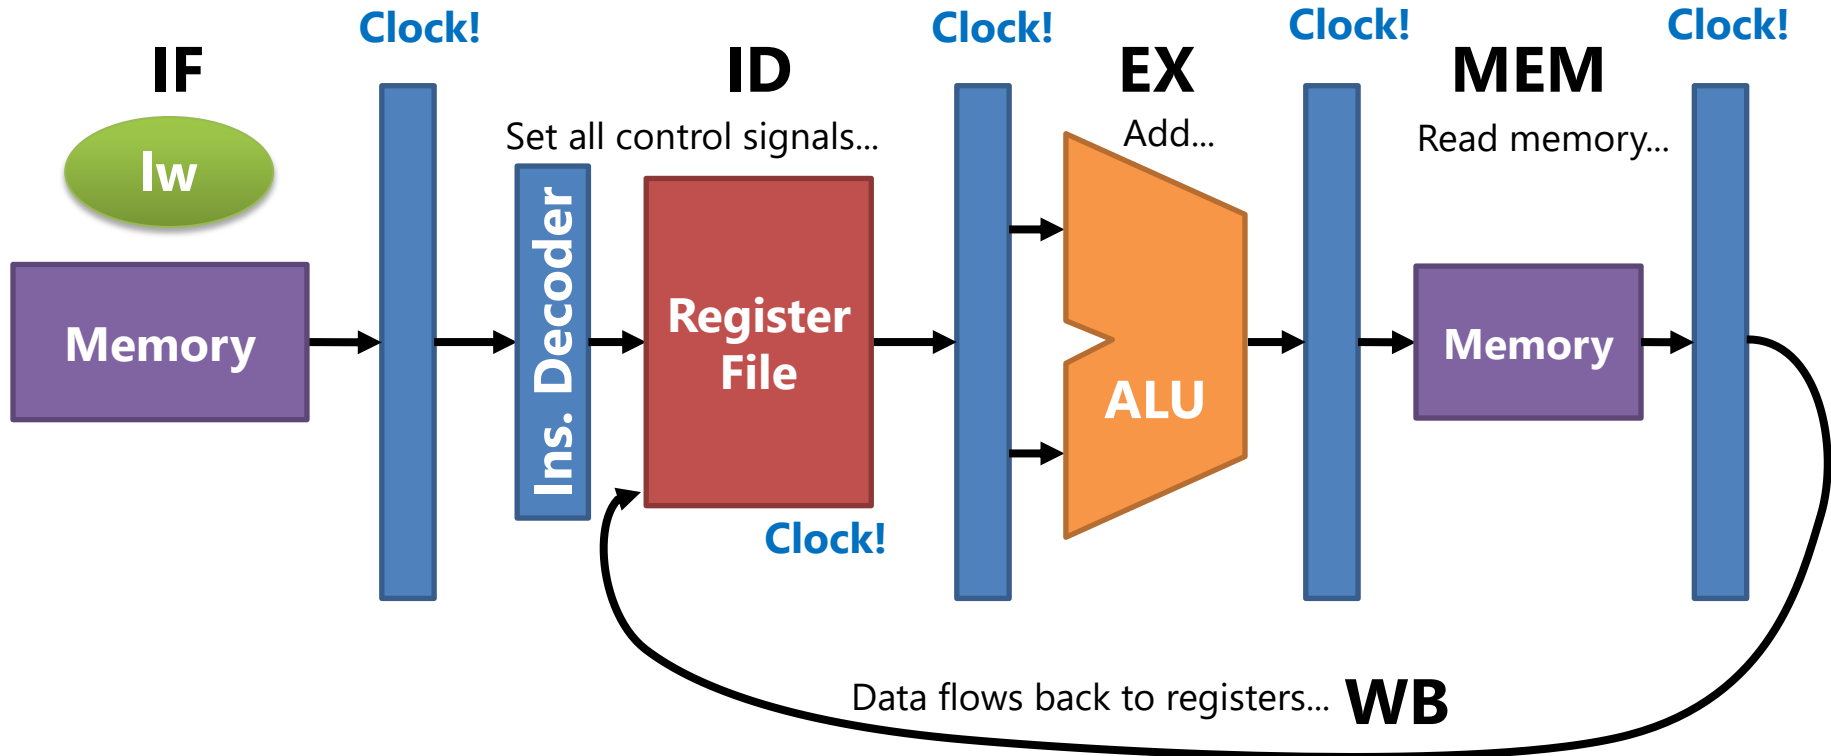 Clock!
Clock!
Clock!
Clock!
IF
ID
EX
MEM
Set all control signals...
Add...
Read memory...
lw
Memory
Ins. Decoder
Register
File
ALU
Memory
Clock!
Data flows back to registers... WB